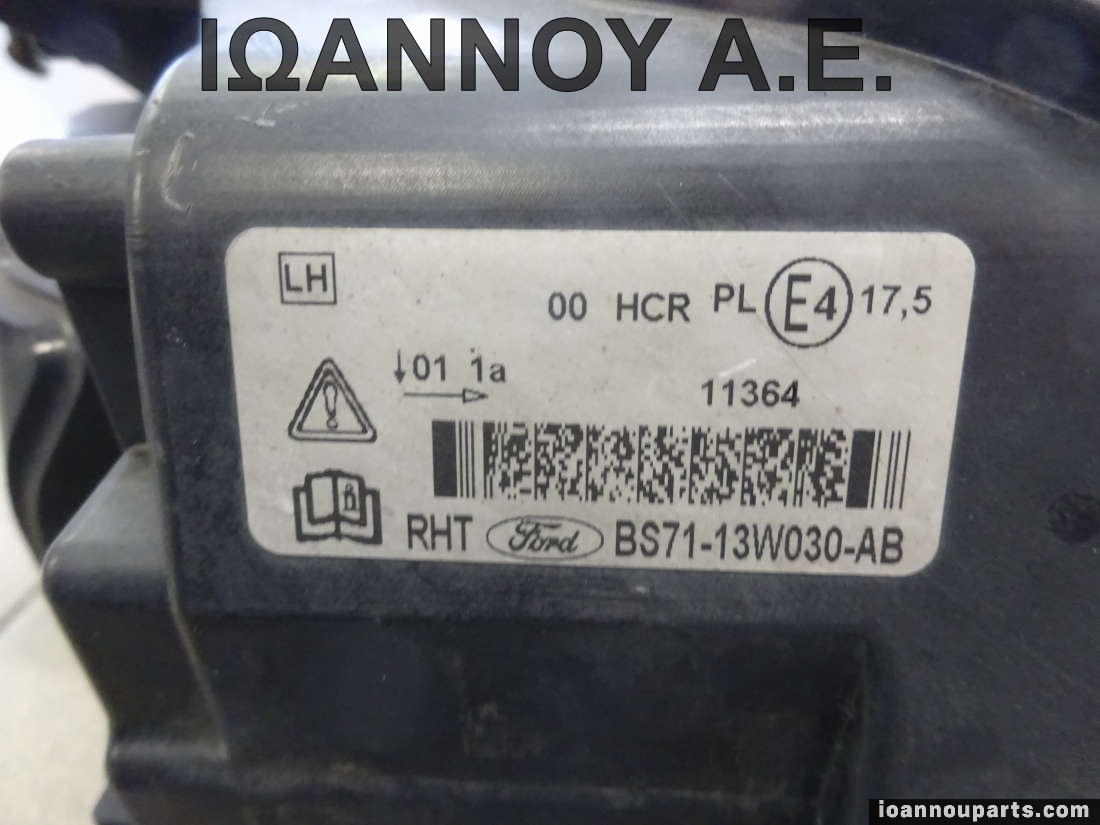 ΙΩΑΝΝΟΥ Α.Ε.
LH
00 HCR PL E4 17,5
↓01 1a
→
11364
RHT Ford BS71-13W030-AB
ioannouparts.com